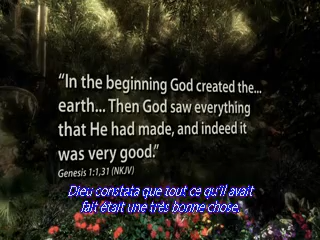 “In the beginning God created the...
earth... Then God saw everything
that He had made, and indeed it
was very good.”
Genesis 1:1,31 (NKJV)
Dieu constata que tout ce qu'il avait
fait était une très bonne chose.